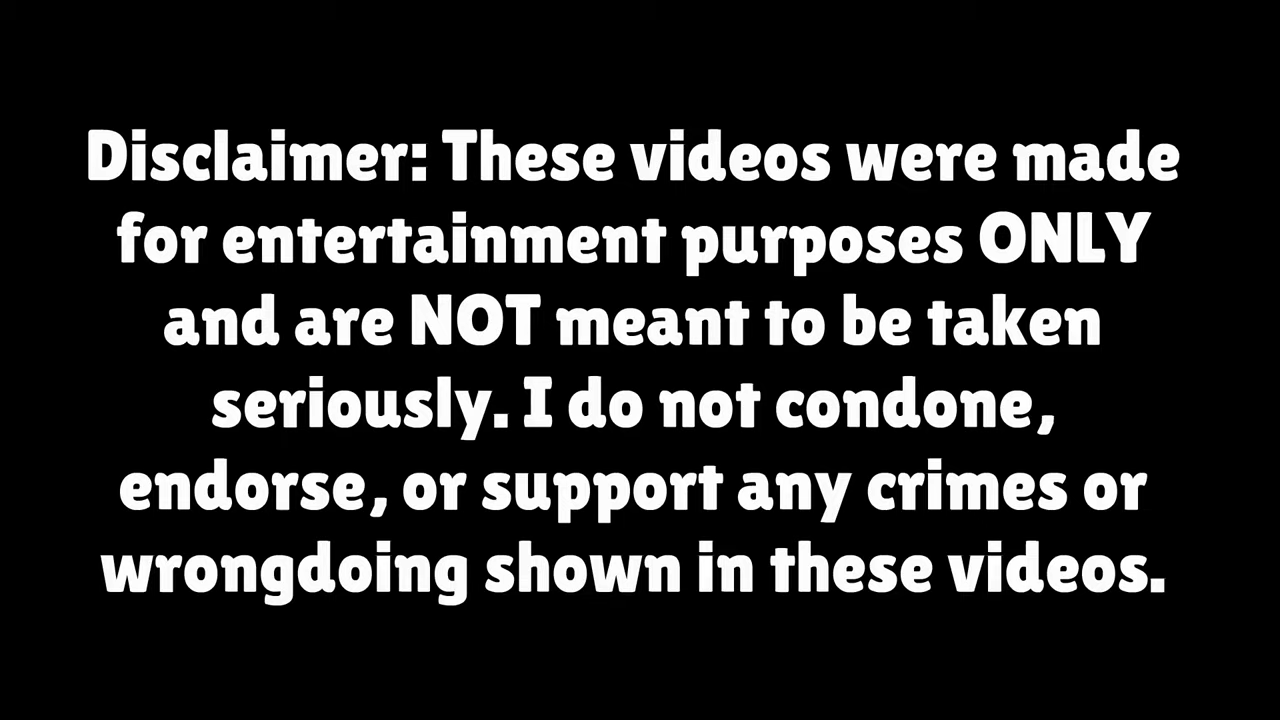 Disclaimer: These videos were made
for entertainment purposes ONLY
and are NOT meant to be taken
seriously. I do not condone,
endorse, or support any crimes or
wrongdoing shown in these videos.